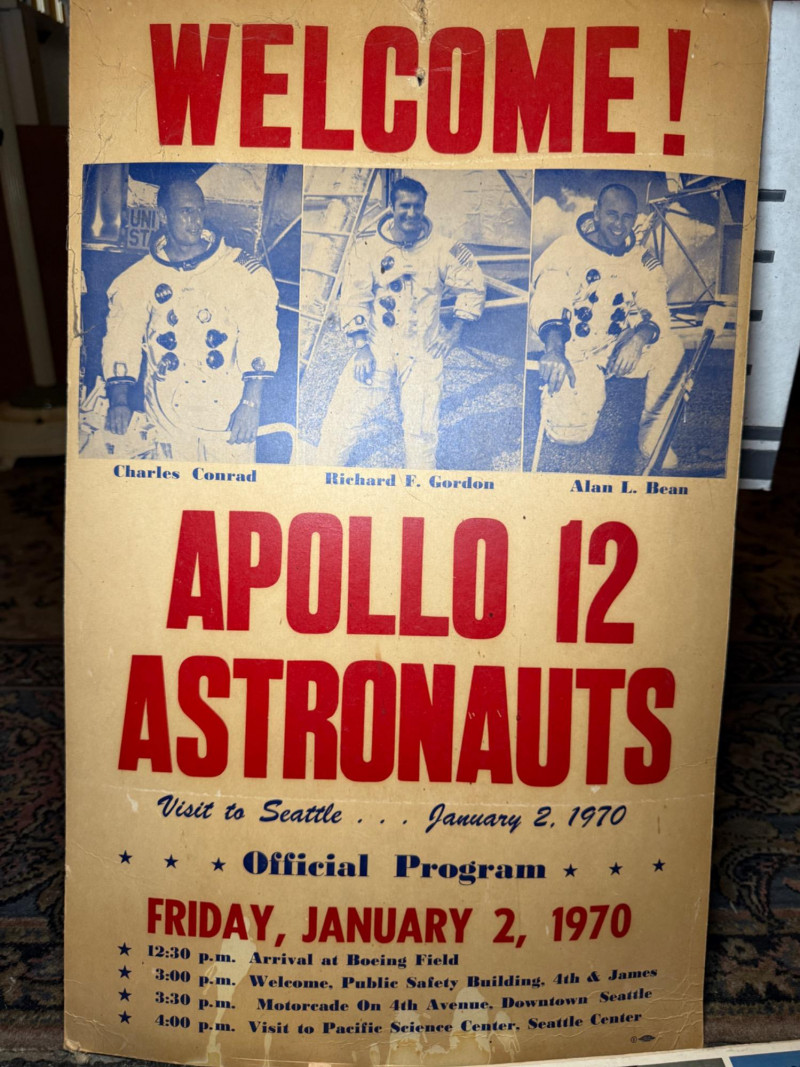 WELCOME!
UNI
ST
Charles Conrad
Richard F. Gordon
Alan L. Bean
APOLLO 12
ASTRONAUTS
Visit to Seattle . . . January 2, 1970
★ ★ ★ Official Program ★ ★ ★
FRIDAY, JANUARY 2, 1970
★ 12:30 p.m. Arrival at Boeing Field
★ 3:00 p.m. Welcome, Public Safety Building, 4th & James
★ 3:30 p.m. Motorcade On 4th Avenue, Downtown Seattle
★ 4:00 p.m. Visit to Pacific Science Center, Seattle Center